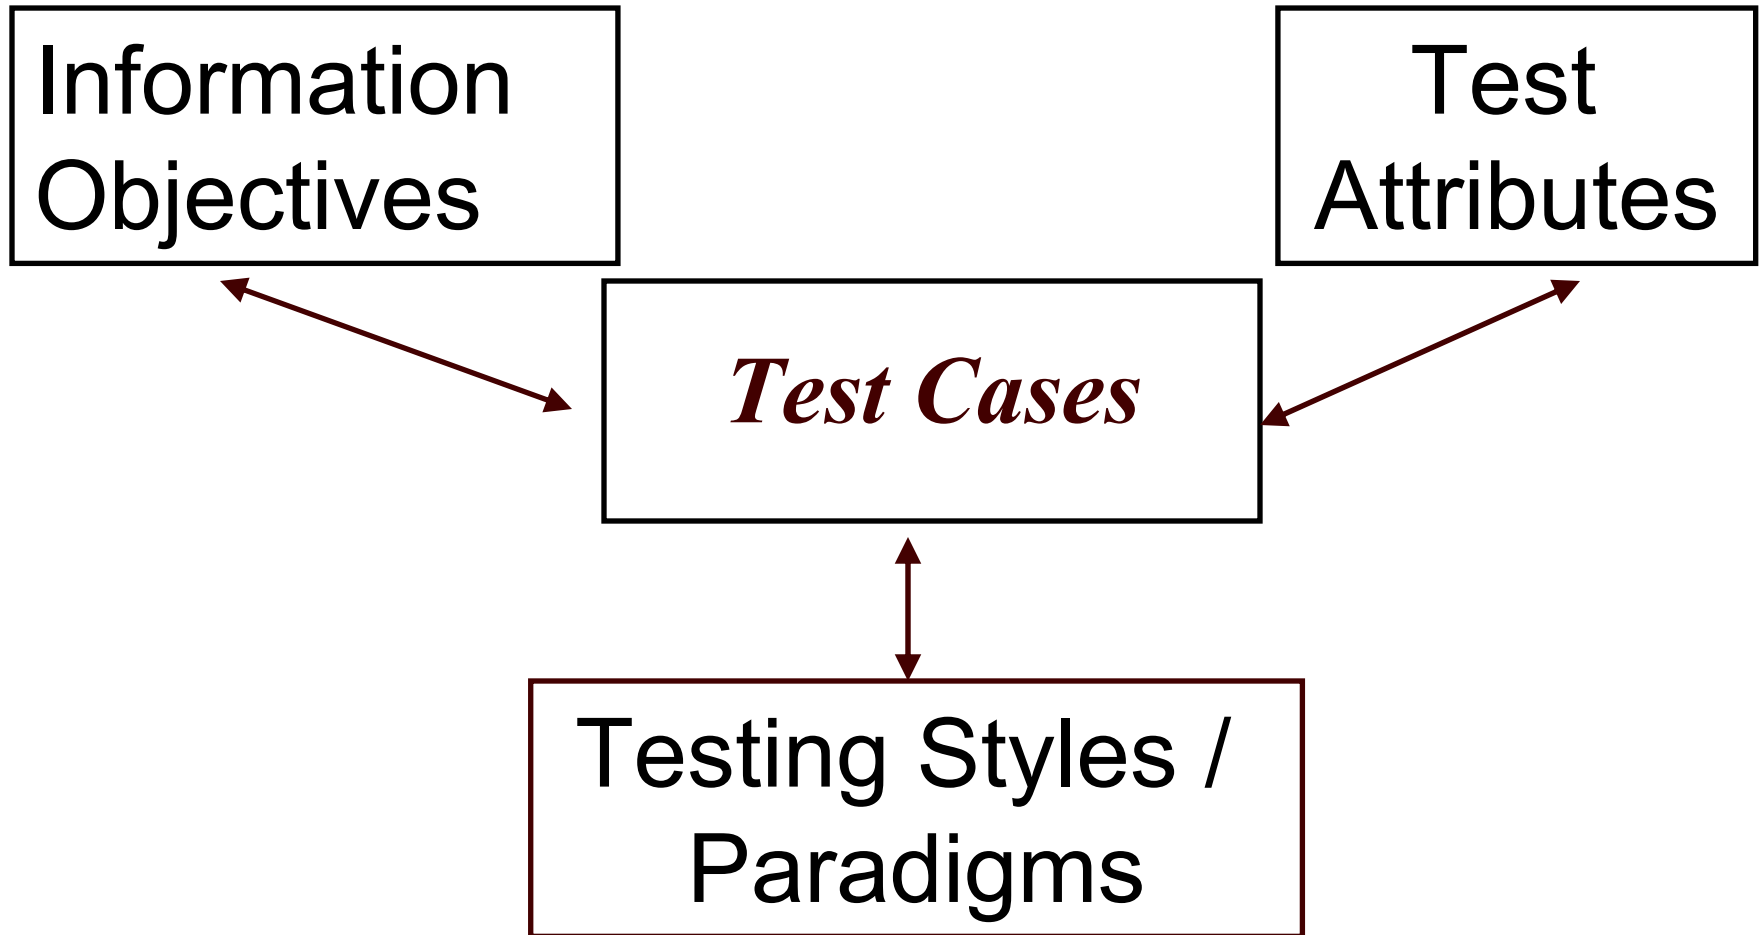 Information
Objectives
Test
Attributes
Test Cases
Testing Styles /
Paradigms